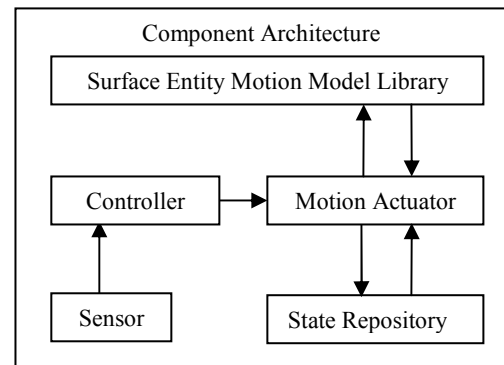 Component Architecture
Surface Entity Motion Model Library
Controller
Motion Actuator
Sensor
State Repository